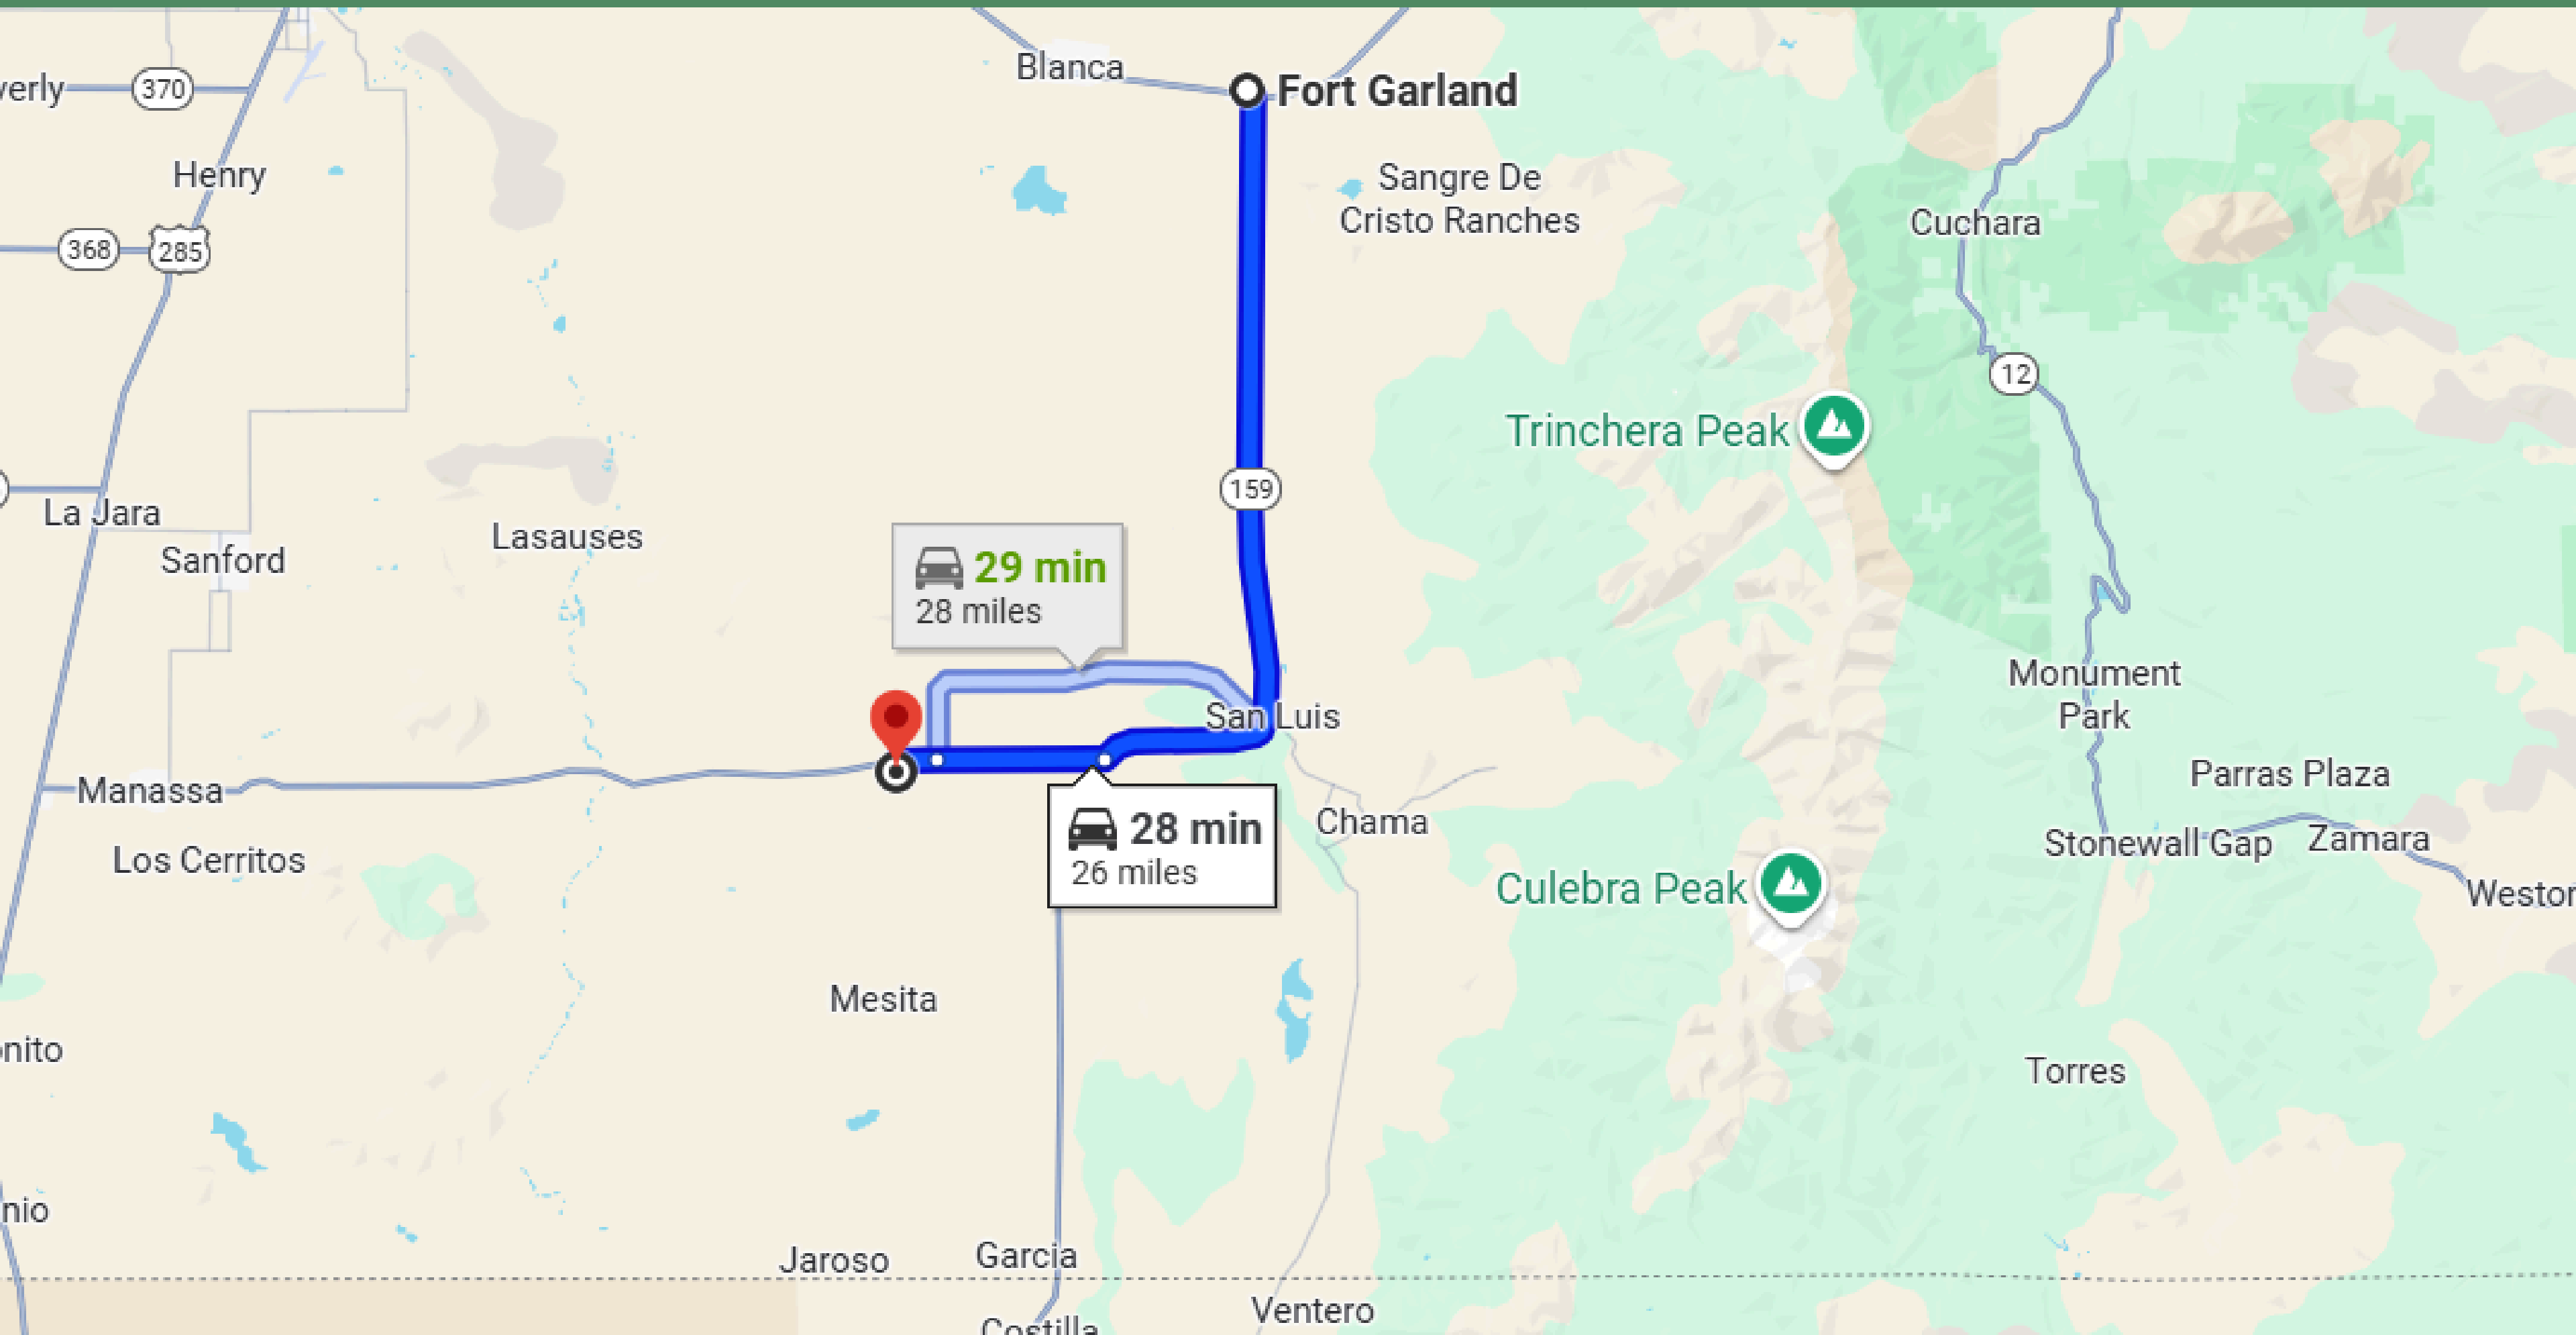 Blanca
Fort Garland
verly
370
Henry
Sangre De
Cristo Ranches
Cuchara
368
285
12
Trinchera Peak
159
La Jara
Sanford
Lasauses
29 min
28 miles
Monument
Park
San Luis
Manassa
Parras Plaza
28 min
26 miles
Chama
Stonewall Gap
Zamara
Los Cerritos
Culebra Peak
Weston
Mesita
onito
Torres
nio
Jaroso
Garcia
Ventero
Costilla